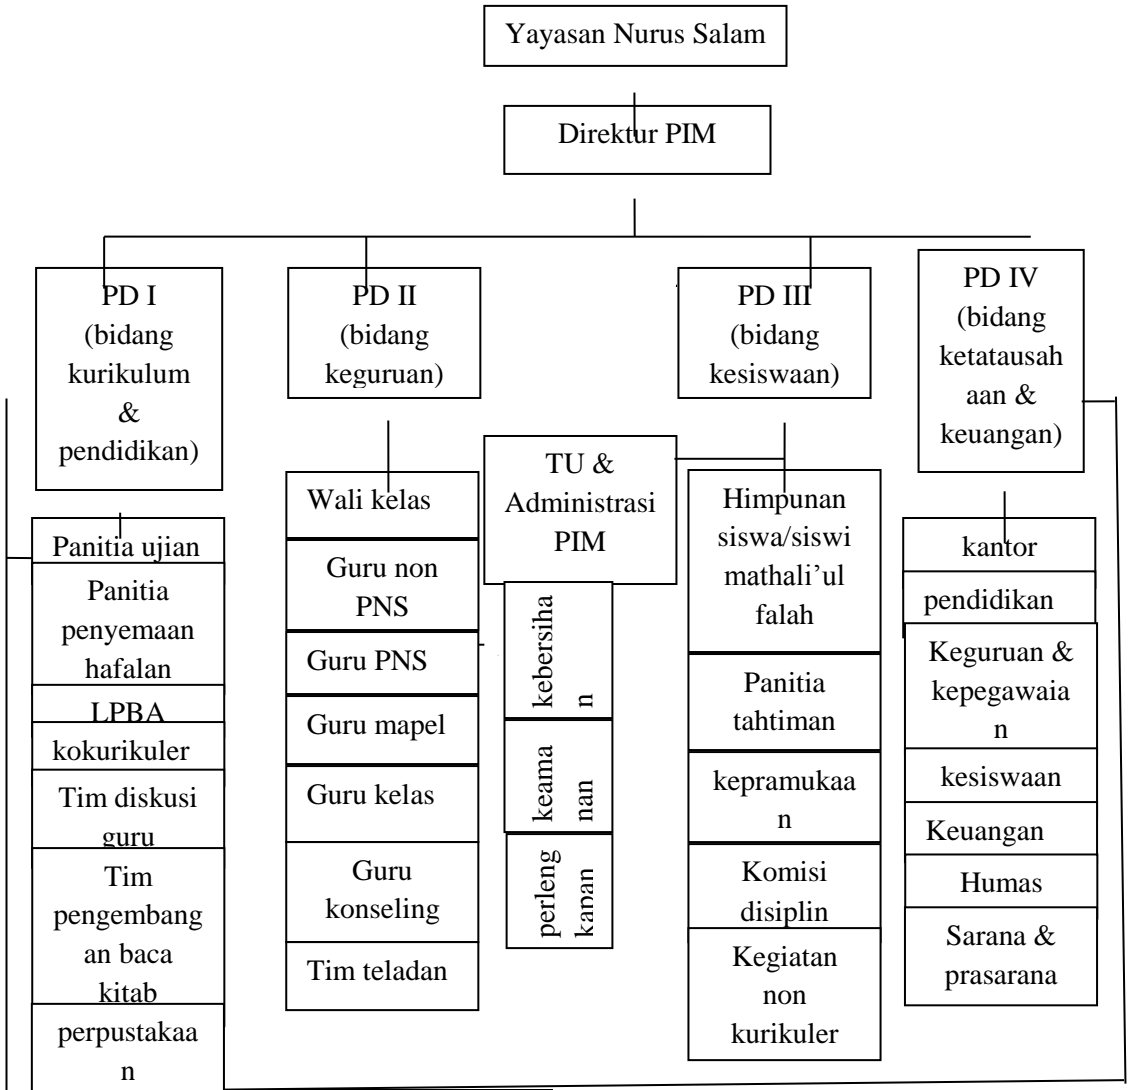 Yayasan Nurus Salam
Direktur PIM
PD I
(bidang
kurikulum
&
pendidikan)
PD II
(bidang
keguruan)
PD III
(bidang
kesiswaan)
PD IV
(bidang
ketatausah
aan &
keuangan)
Panitia ujian
Panitia
penyemaan
hafalan
LPBA
kokurikuler
Tim diskusi
guru
Tim
pengembang
an baca
kitab
perpustakaa
n
Wali kelas
Guru non
PNS
Guru PNS
Guru mapel
Guru kelas
Guru
konseling
Tim teladan
TU &
Administrasi
PIM
kebersiha
n
keama
nan
perleng
kapan
Himpunan
siswa/siswi
mathali’ul
falah
Panitia
tahtiman
kepramukaa
n
Komisi
disiplin
Kegiatan
non
kurikuler
kantor
pendidikan
Keguruan &
kepegawaia
n
kesiswaan
Keuangan
Humas
Sarana &
prasarana